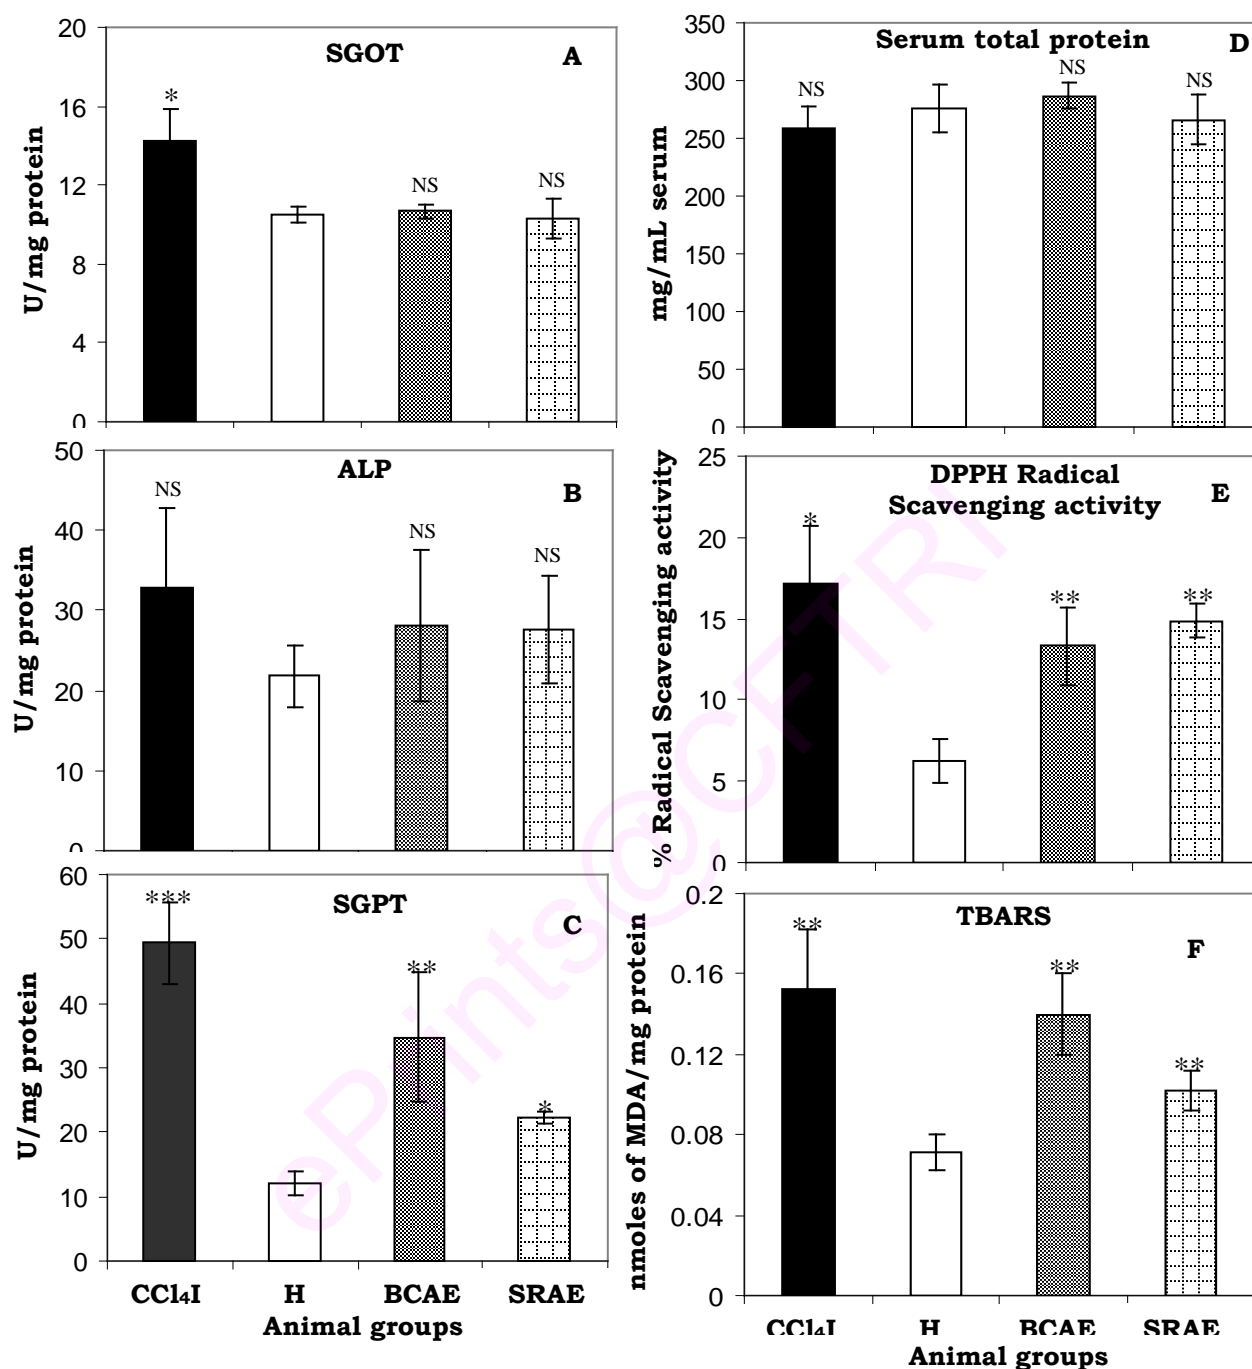 SGOT
A
20
16
12
8
4
0
U/mg protein
*
NS
NS
ALP
B
50
40
30
20
10
0
U/mg protein
NS
NS
NS
SGPT
C
60
50
40
30
20
10
0
U/mg protein
***
**
*
CCl₄I H BCAE SRAE
Animal groups
Serum total protein
D
350
300
250
200
150
100
50
0
mg/mL serum
NS
NS
NS
DPPH Radical
Scavenging activity
E
25
20
15
10
5
0
% Radical Scavenging activity
*
**
**
TBARS
F
0.2
0.16
0.12
0.08
0.04
0
nmoles of MDA/mg protein
**
**
**
CCl₄I H BCAE SRAE
Animal groups
ePrints@CFTRI